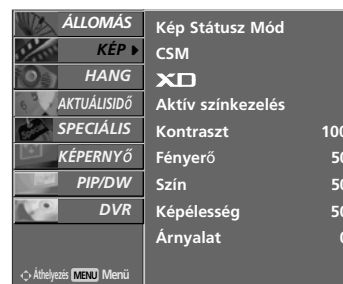 ÁLLOMÁS
KÉP
HANG
AKTUÁLISIDŐ
SPECIÁLIS
KÉPERNYŐ
PIP/DW
DVR
Áthelyezés MENU Menü
Kép Státusz Mód
CSM
XD
Aktív színkezelés
Kontraszt 100
Fényerő 50
Szín 50
Képélesség 50
Árnyalat 0